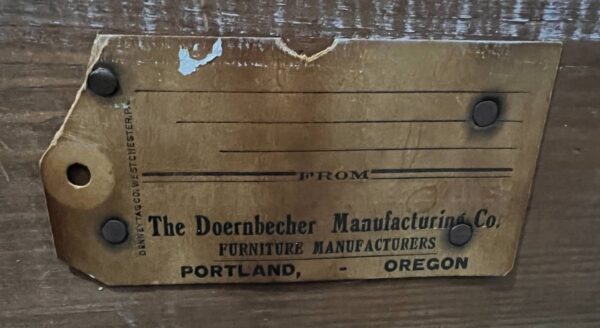 FROM
The Doernbecher Manufacturing Co.
FURNITURE MANUFACTURERS
PORTLAND, - OREGON
DENNEY TAG CO. WEST CHESTER, PA.